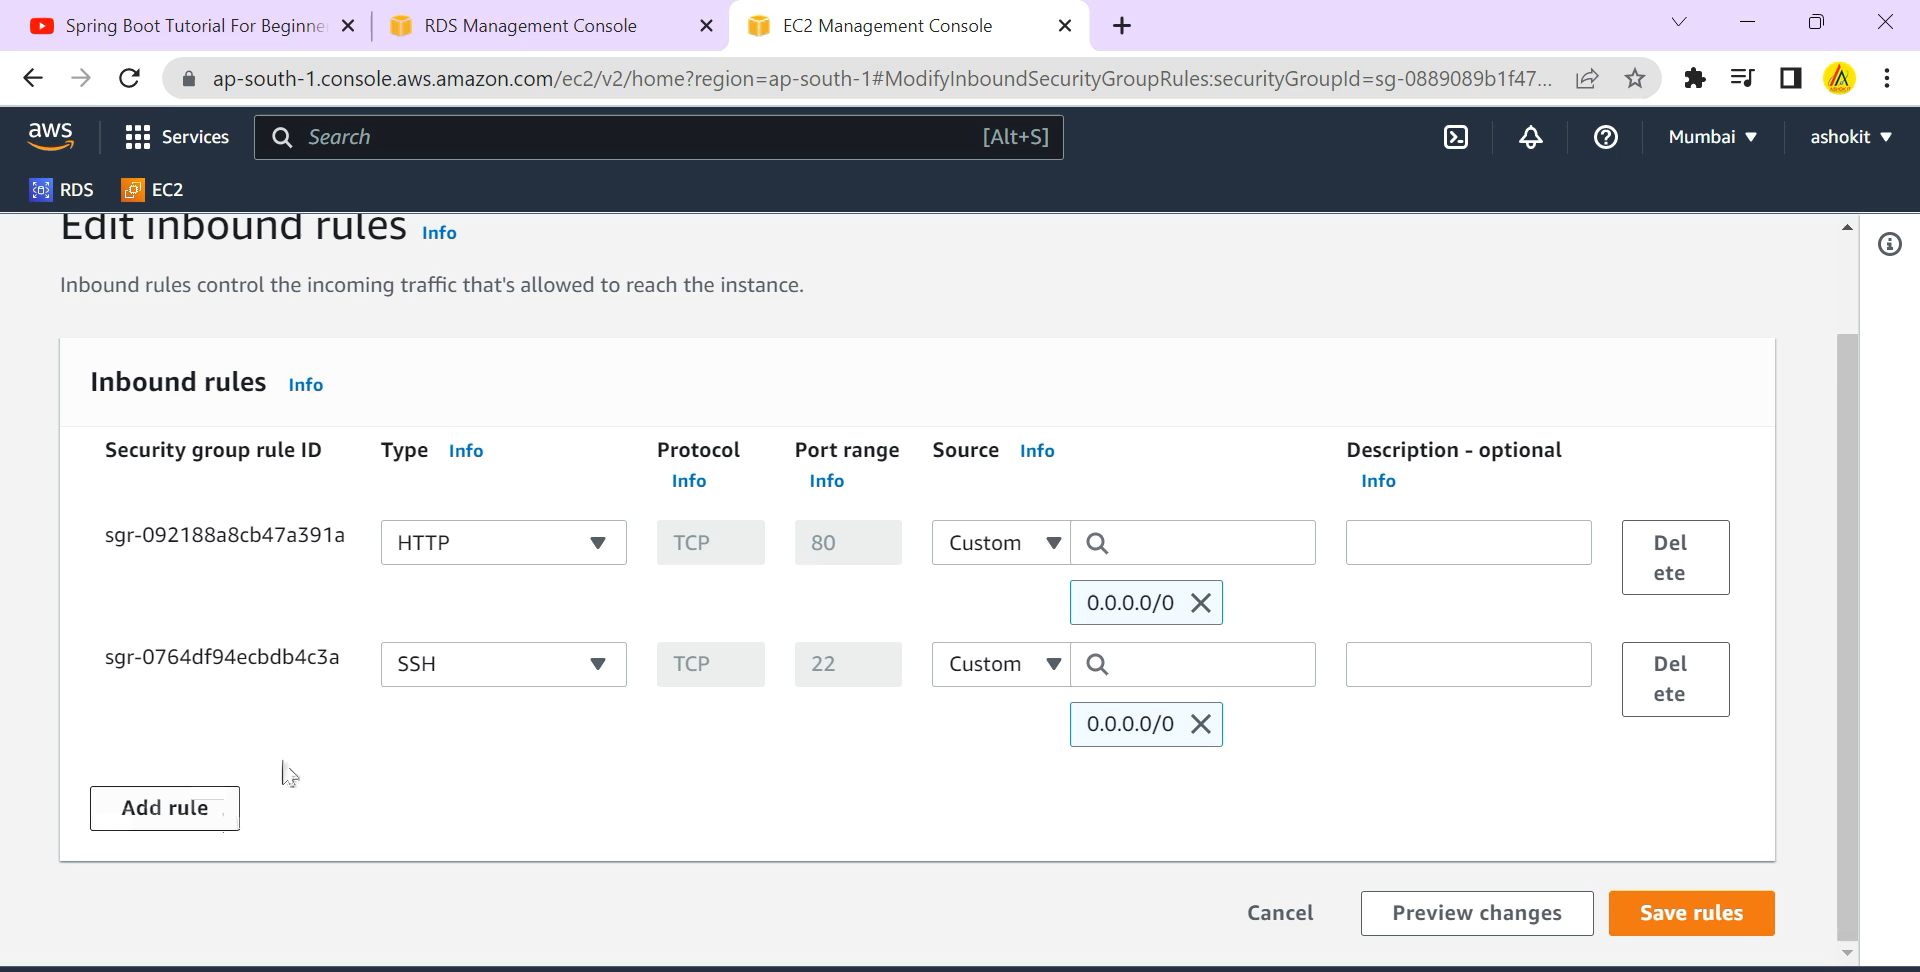 Spring Boot Tutorial For Beginne
RDS Management Console
EC2 Management Console
ap-south-1.console.aws.amazon.com/ec2/v2/home?region=ap-south-1#ModifyInboundSecurityGroupRules:securityGroupId=sg-0889089b1f47...
aws
Services
Search
[Alt+S]
Mumbai
ashokit
RDS
EC2
Edit inbound rules Info
Inbound rules control the incoming traffic that's allowed to reach the instance.
Inbound rules Info
Security group rule ID
Type Info
Protocol
Info
Port range
Info
Source Info
Description - optional
Info
sgr-092188a8cb47a391a
HTTP
TCP
80
Custom
0.0.0.0/0
Del
ete
sgr-0764df94ecbdb4c3a
SSH
TCP
22
Custom
0.0.0.0/0
Del
ete
Add rule
Cancel
Preview changes
Save rules